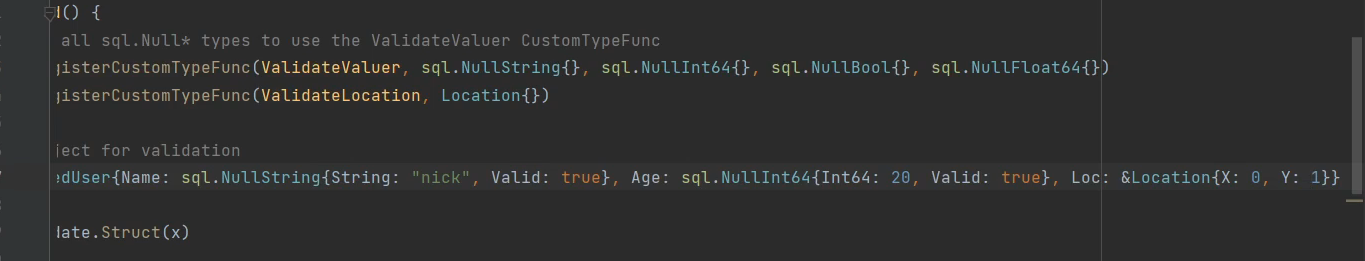 d() {
all sql.Null* types to use the ValidateValuer CustomTypeFunc
gisterCustomTypeFunc(ValidateValuer, sql.NullString{}, sql.NullInt64{}, sql.NullBool{}, sql.NullFloat64{})
gisterCustomTypeFunc(ValidateLocation, Location{})
ject for validation
edUser{Name: sql.NullString{String: "nick", Valid: true}, Age: sql.NullInt64{Int64: 20, Valid: true}, Loc: &Location{X: 0, Y: 1}}
date.Struct(x)